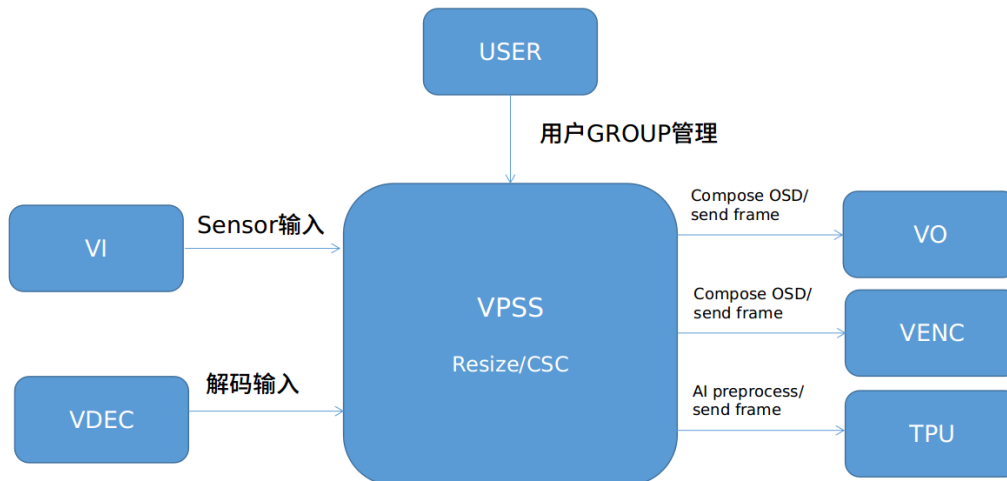 USER
用户GROUP管理
VI
Sensor输入
VDEC
解码输入
VPSS
Resize/CSC
Compose OSD/
send frame
VO
Compose OSD/
send frame
VENC
AI preprocess/
send frame
TPU